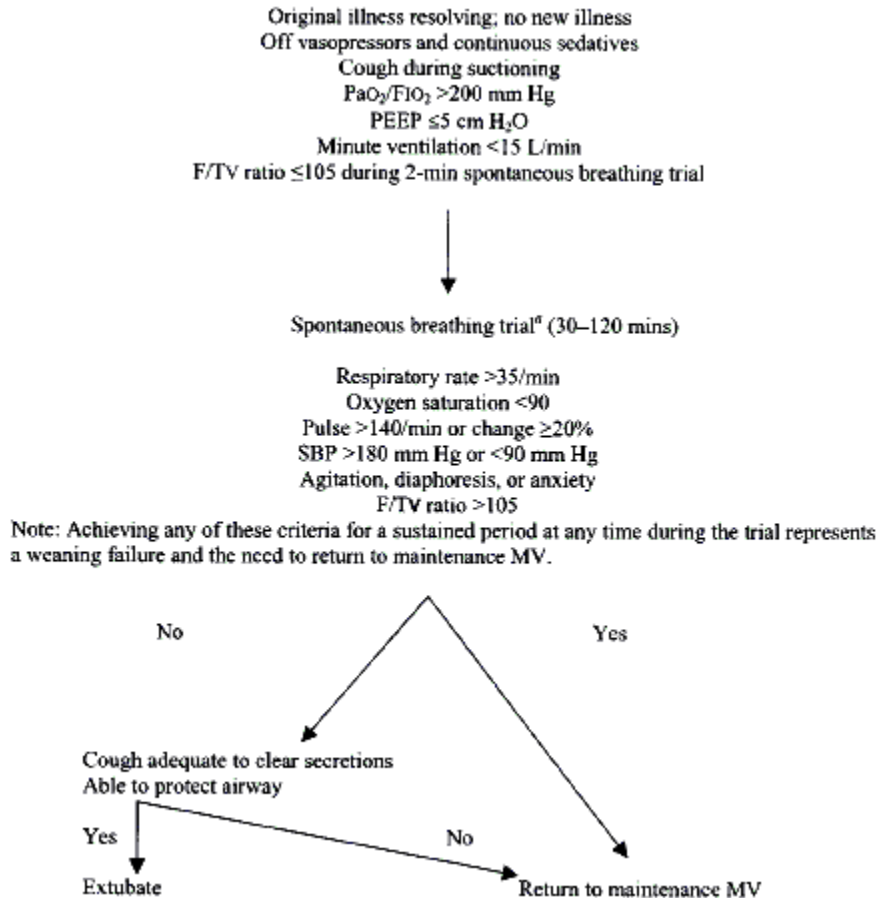 Original illness resolving; no new illness
Off vasopressors and continuous sedatives
Cough during suctioning
PaO₂/FIO₂ >200 mm Hg
PEEP ≤5 cm H₂O
Minute ventilation <15 L/min
F/TV ratio ≤105 during 2-min spontaneous breathing trial
Spontaneous breathing trialᵃ (30–120 mins)
Respiratory rate >35/min
Oxygen saturation <90
Pulse >140/min or change ≥20%
SBP >180 mm Hg or <90 mm Hg
Agitation, diaphoresis, or anxiety
F/TV ratio >105
Note: Achieving any of these criteria for a sustained period at any time during the trial represents
a weaning failure and the need to return to maintenance MV.
No
Yes
Cough adequate to clear secretions
Able to protect airway
Yes
No
Extubate
Return to maintenance MV